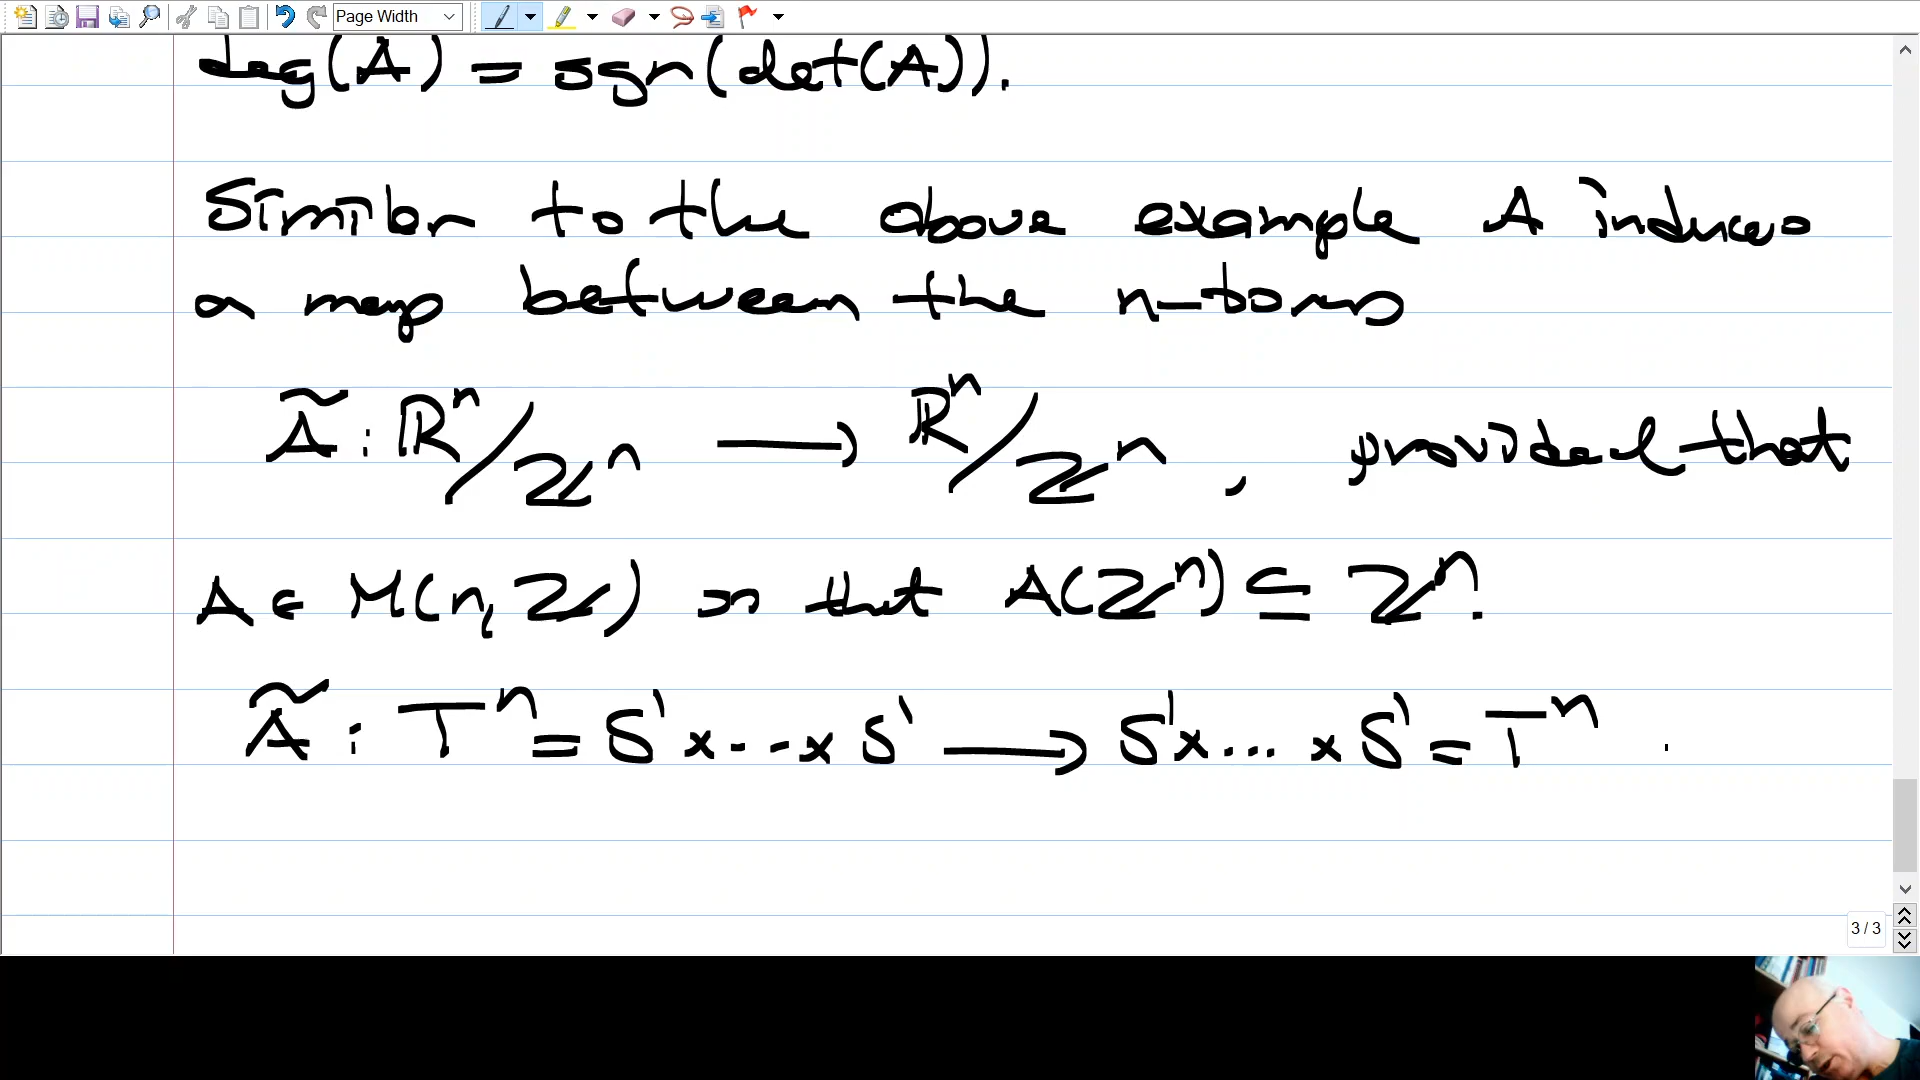 Page Width
deg(A) = sgn(det(A)).
Similar to the above example A induces
a map between the n-torus
Ã : ℝⁿ/ℤⁿ ⟶ ℝⁿ/ℤⁿ , provided that
A ∈ M(n, ℤ) so that A(ℤⁿ) ⊆ ℤⁿ.
Ã : Tⁿ = S¹ x ... x S¹ ⟶ S¹ x ... x S¹ = Tⁿ .
3 / 3